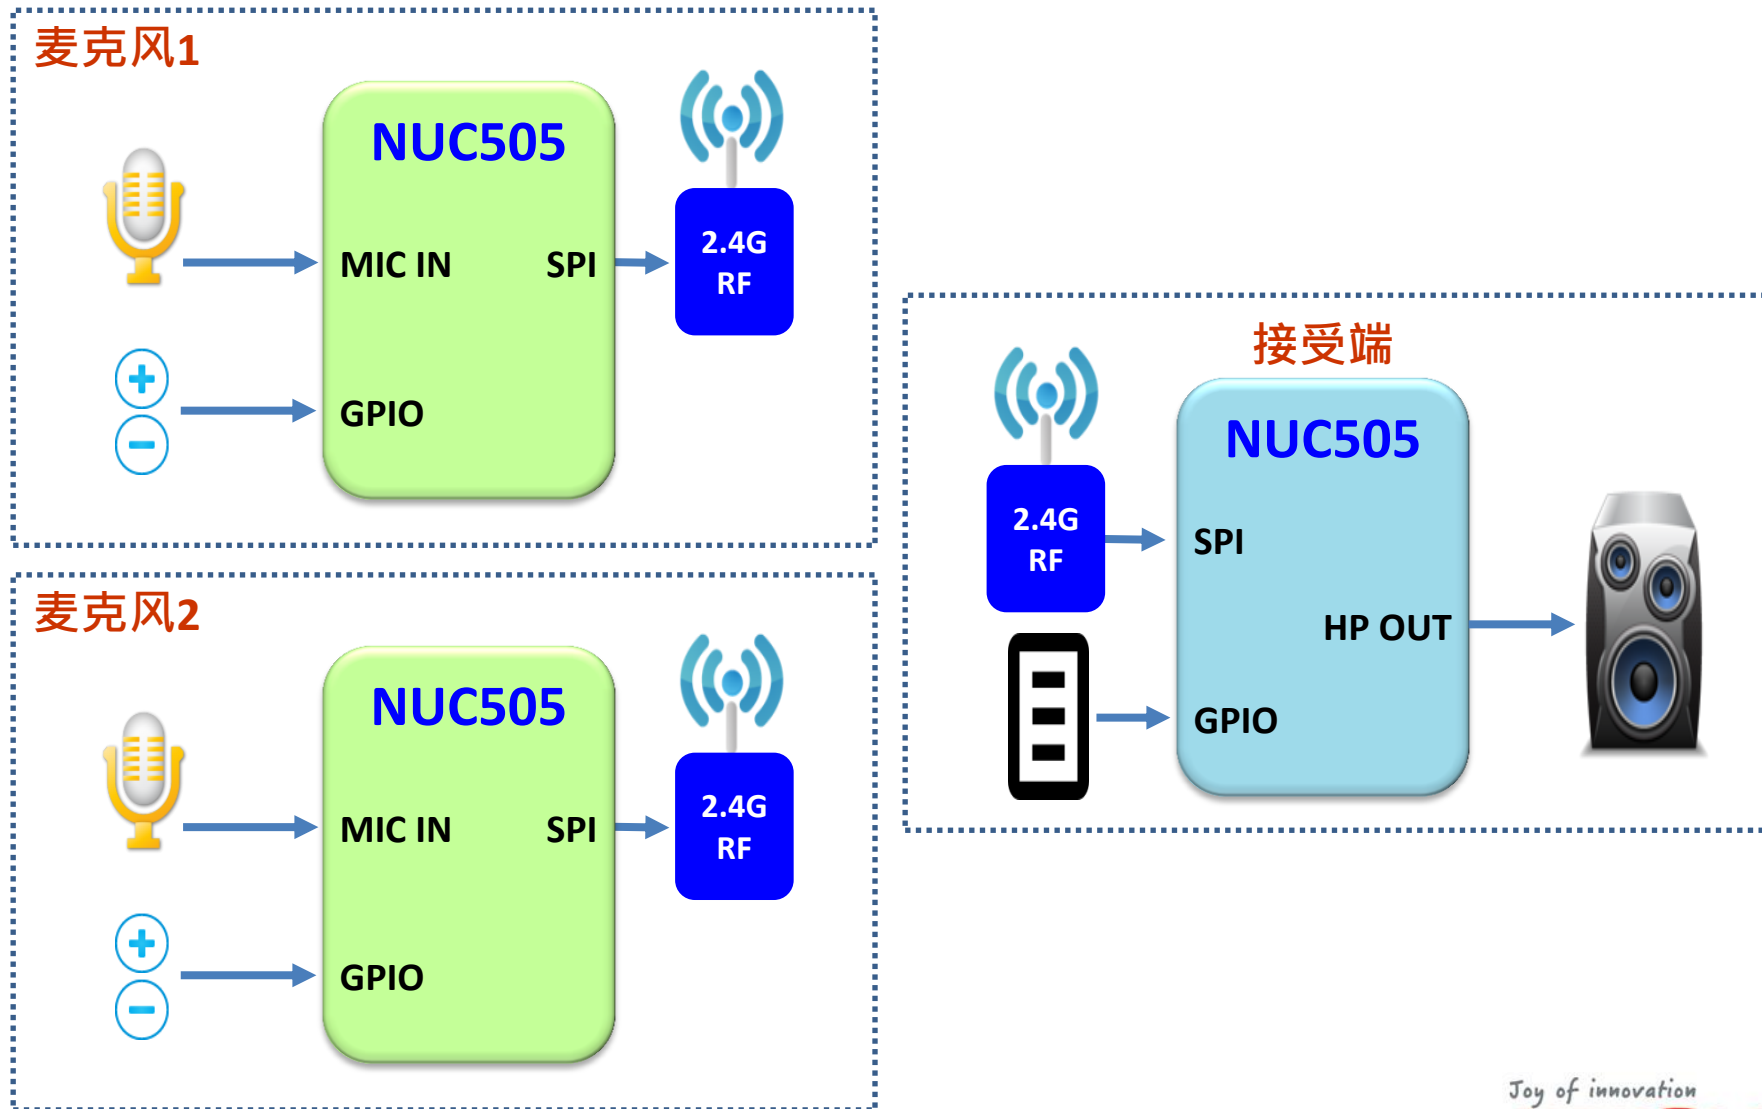 麦克风1
NUC505
2.4G
RF
MIC IN
SPI
GPIO
麦克风2
NUC505
2.4G
RF
MIC IN
SPI
GPIO
接受端
NUC505
2.4G
RF
SPI
HP OUT
GPIO
Joy of innovation